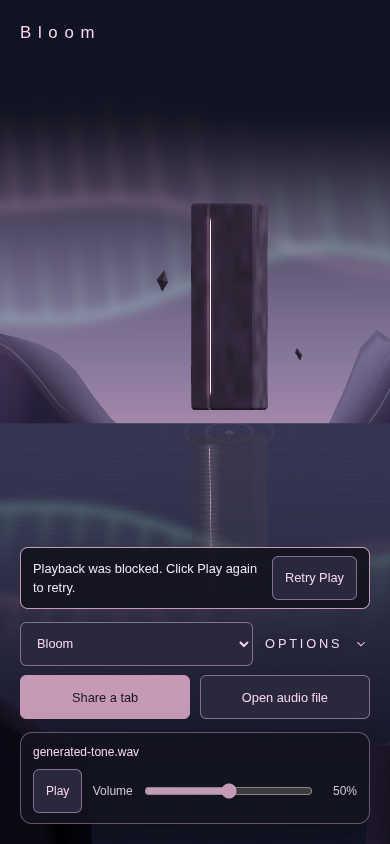 Bloom
Playback was blocked. Click Play again
to retry.
Retry Play
Bloom
OPTIONS
Share a tab
Open audio file
generated-tone.wav
Play
Volume
50%